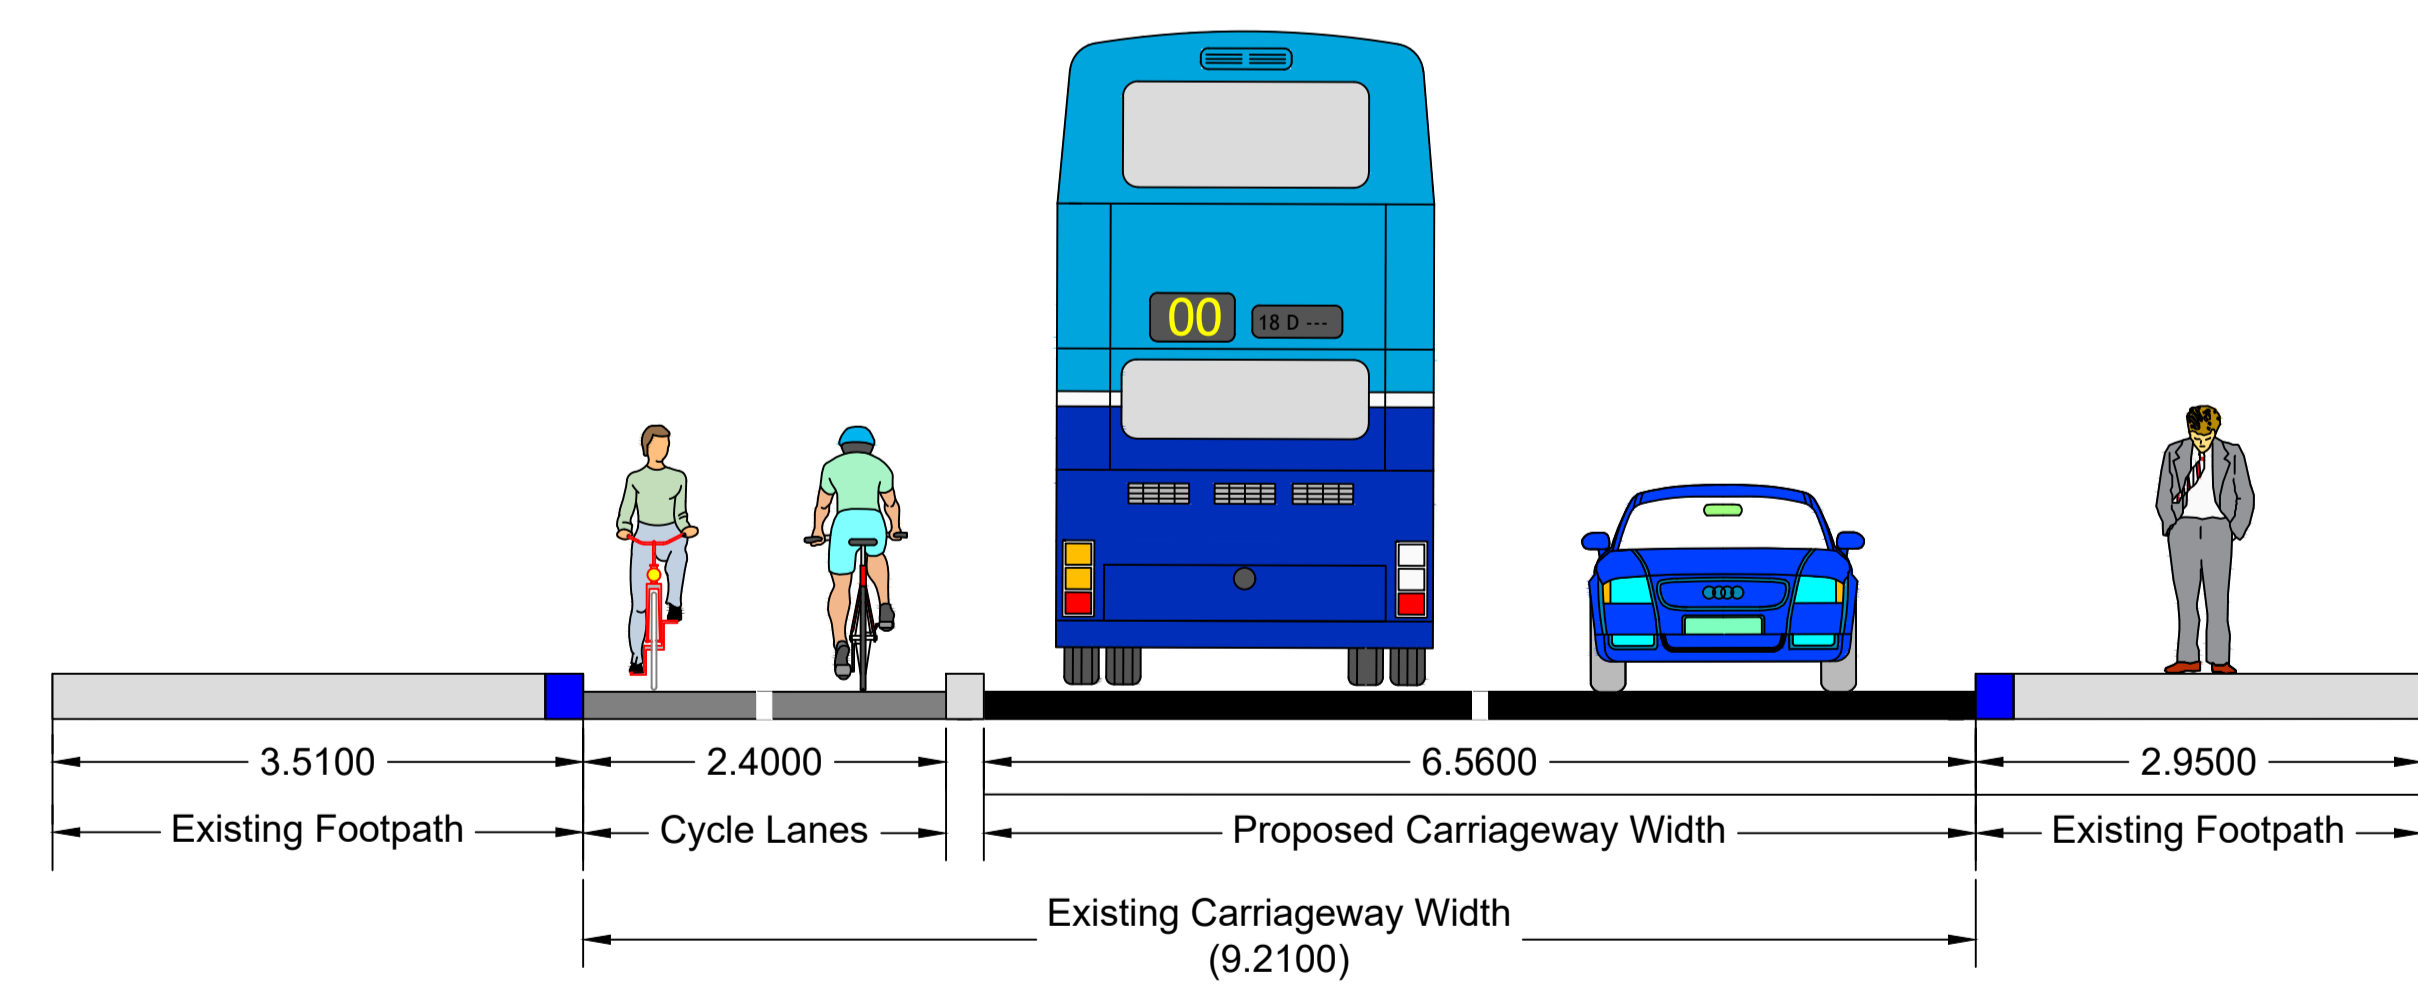 00
18 D ---
3.5100
2.4000
6.5600
2.9500
Existing Footpath
Cycle Lanes
Proposed Carriageway Width
Existing Footpath
Existing Carriageway Width
(9.2100)